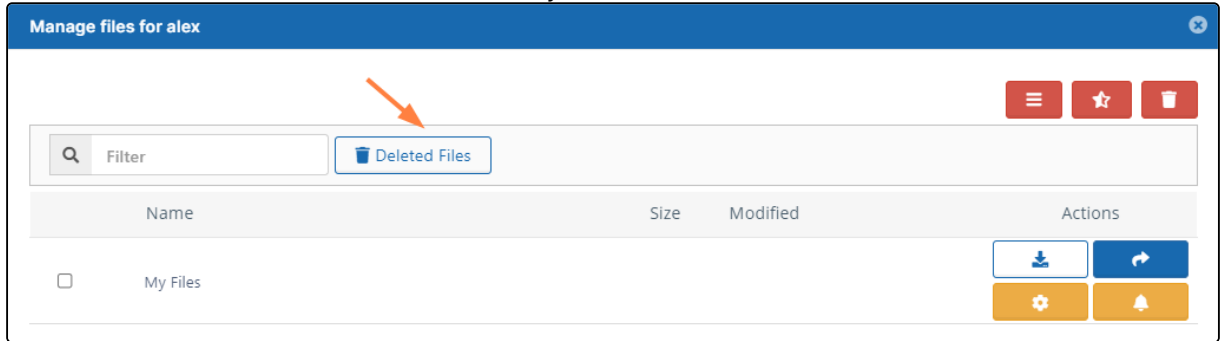 Manage files for alex
Filter
Deleted Files
Name Size Modified Actions
My Files